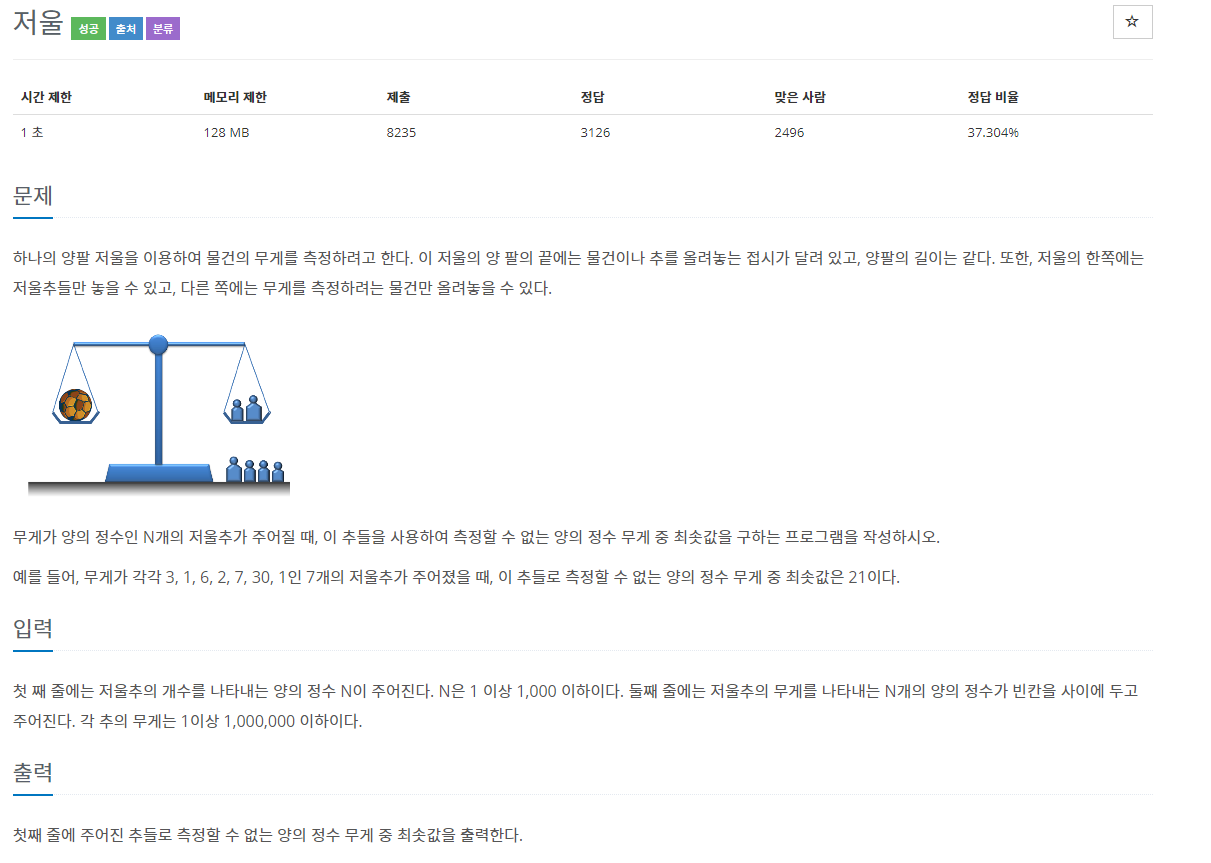 저울 성공 출처 분류
☆
시간 제한 메모리 제한 제출 정답 맞은 사람 정답 비율
1 초 128 MB 8235 3126 2496 37.304%
문제
하나의 양팔 저울을 이용하여 물건의 무게를 측정하려고 한다. 이 저울의 양 팔의 끝에는 물건이나 추를 올려놓는 접시가 달려 있고, 양팔의 길이는 같다. 또한, 저울의 한쪽에는
저울추들만 놓을 수 있고, 다른 쪽에는 무게를 측정하려는 물건만 올려놓을 수 있다.
무게가 양의 정수인 N개의 저울추가 주어질 때, 이 추들을 사용하여 측정할 수 없는 양의 정수 무게 중 최솟값을 구하는 프로그램을 작성하시오.
예를 들어, 무게가 각각 3, 1, 6, 2, 7, 30, 1인 7개의 저울추가 주어졌을 때, 이 추들로 측정할 수 없는 양의 정수 무게 중 최솟값은 21이다.
입력
첫 째 줄에는 저울추의 개수를 나타내는 양의 정수 N이 주어진다. N은 1 이상 1,000 이하이다. 둘째 줄에는 저울추의 무게를 나타내는 N개의 양의 정수가 빈칸을 사이에 두고
주어진다. 각 추의 무게는 1이상 1,000,000 이하이다.
출력
첫째 줄에 주어진 추들로 측정할 수 없는 양의 정수 무게 중 최솟값을 출력한다.